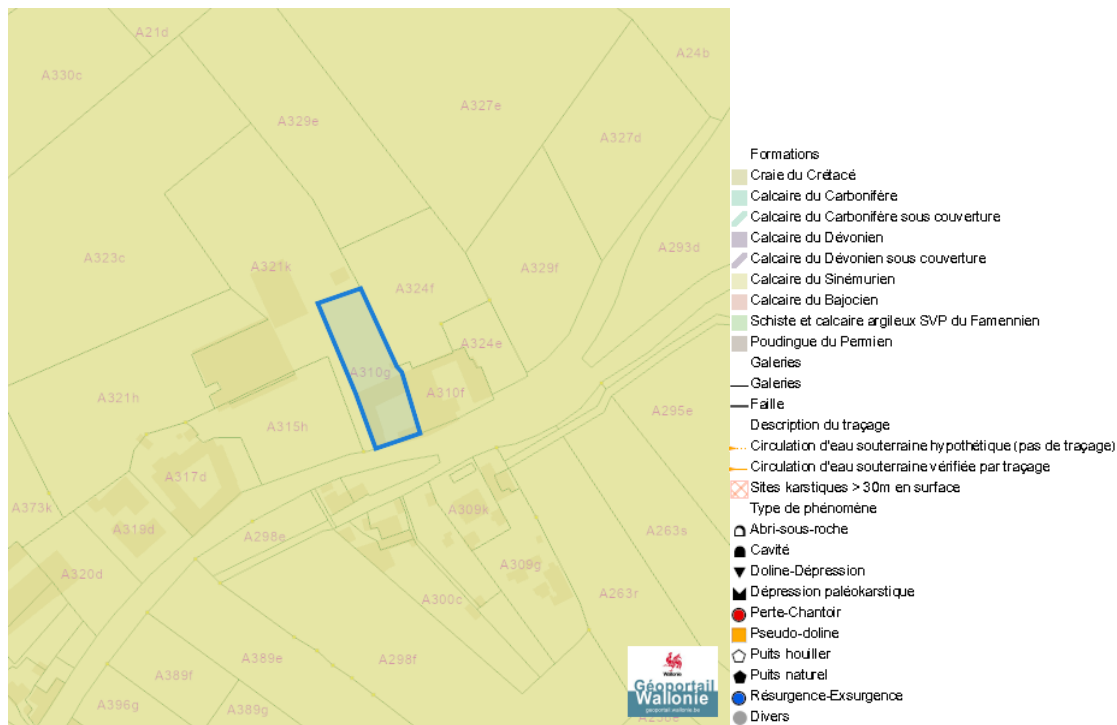 A21d
A24b
A330c
A327e
A329e
A327d
A293d
A323c
A321k
A329f
A324f
A324e
A310g
A310f
A321h
A295e
A315h
A317d
A373k
A309k
A319d
A298e
A263s
A320d
A309g
A300c
A263r
A389e
A298f
A389f
A396g
A389g
Wallonie
Géoportail
Wallonie
geoportail.wallonie.be
Formations
Craie du Crétacé
Calcaire du Carbonifère
Calcaire du Carbonifère sous couverture
Calcaire du Dévonien
Calcaire du Dévonien sous couverture
Calcaire du Sinémurien
Calcaire du Bajocien
Schiste et calcaire argileux SVP du Famennien
Poudingue du Permien
Galeries
Galeries
Faille
Description du traçage
Circulation d'eau souterraine hypothétique (pas de traçage)
Circulation d'eau souterraine vérifiée par traçage
Sites karstiques > 30m en surface
Type de phénomène
Abri-sous-roche
Cavité
Doline-Dépression
Dépression paléokarstique
Perte-Chantoir
Pseudo-doline
Puits houiller
Puits naturel
Résurgence-Exsurgence
Divers